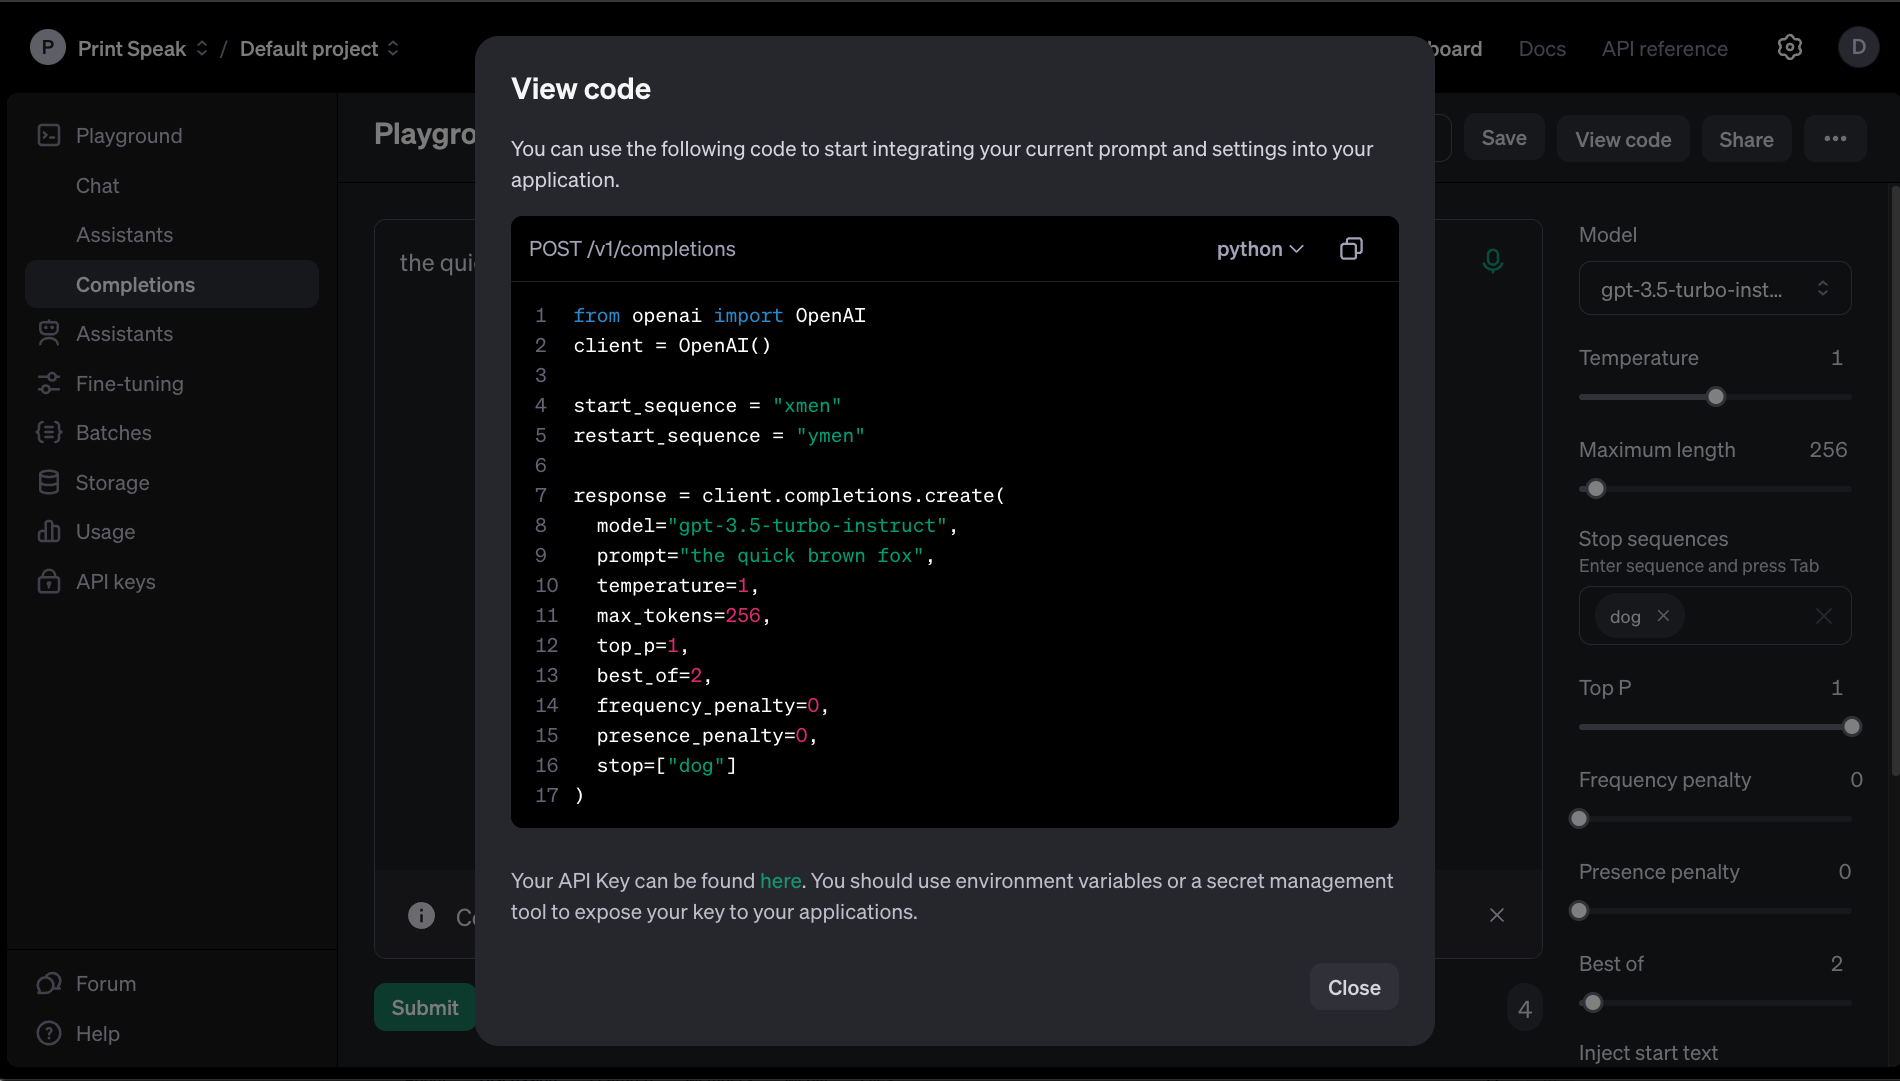 P Print Speak / Default project
board Docs API reference D
Playground
Chat
Assistants
Completions
Assistants
Fine-tuning
Batches
Storage
Usage
API keys
Forum
Help
Playgro
Save View code Share
the quic
Submit
4
View code
You can use the following code to start integrating your current prompt and settings into your
application.
POST /v1/completions python
1 from openai import OpenAI
2 client = OpenAI()
3
4 start_sequence = "xmen"
5 restart_sequence = "ymen"
6
7 response = client.completions.create(
8 model="gpt-3.5-turbo-instruct",
9 prompt="the quick brown fox",
10 temperature=1,
11 max_tokens=256,
12 top_p=1,
13 best_of=2,
14 frequency_penalty=0,
15 presence_penalty=0,
16 stop=["dog"]
17 )
Your API Key can be found here. You should use environment variables or a secret management
tool to expose your key to your applications.
Close
Model
gpt-3.5-turbo-inst...
Temperature 1
Maximum length 256
Stop sequences
Enter sequence and press Tab
dog
Top P 1
Frequency penalty 0
Presence penalty 0
Best of 2
Inject start text